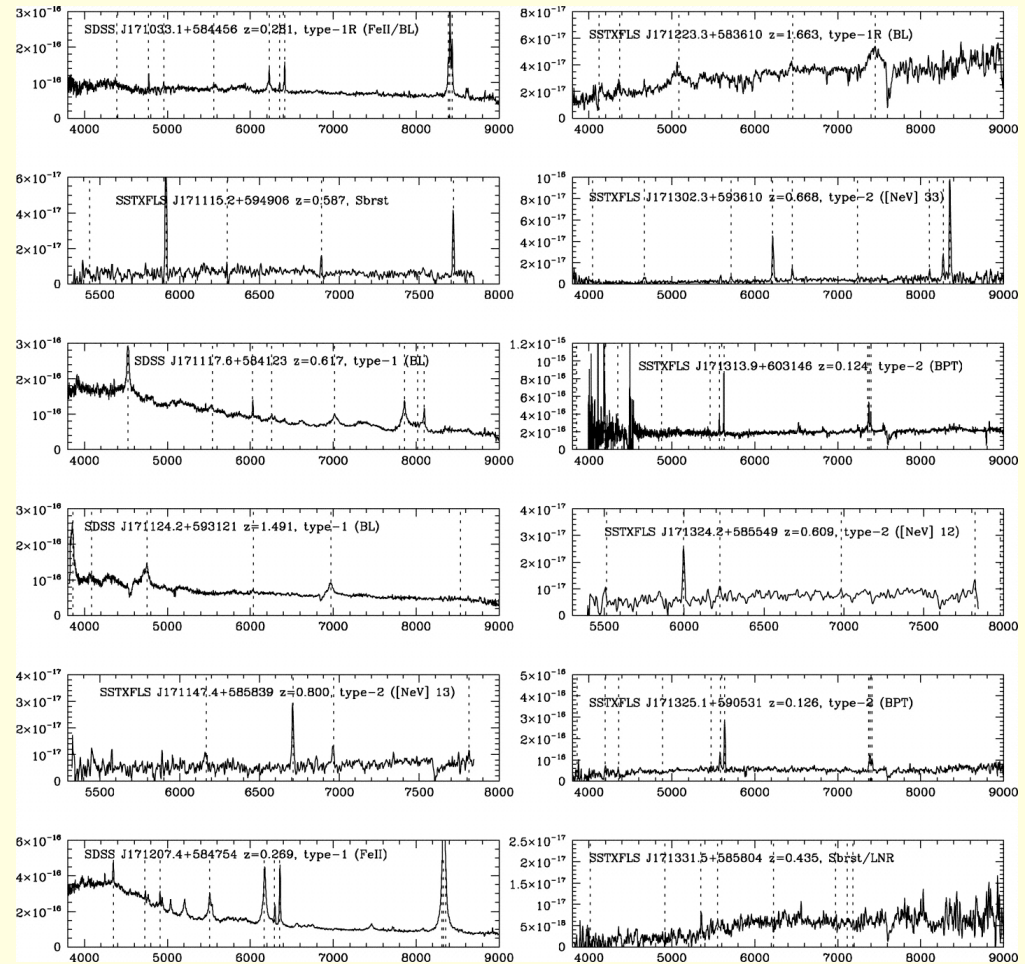 3×10⁻¹⁶
SDSS J171033.1+584456 z=0.281, type-1R (FeII/BL)
2×10⁻¹⁶
10⁻¹⁶
0
4000 5000 6000 7000 8000 9000
8×10⁻¹⁷
SSTXFLS J171223.3+583610 z=1.663, type-1R (BL)
6×10⁻¹⁷
4×10⁻¹⁷
2×10⁻¹⁷
0
4000 5000 6000 7000 8000 9000
6×10⁻¹⁷
SSTXFLS J171115.2+594906 z=0.587, Sbrst
4×10⁻¹⁷
2×10⁻¹⁷
0
5500 6000 6500 7000 7500 8000
10⁻¹⁶
SSTXFLS J171302.3+593610 z=0.668, type-2 ([NeV] 33)
8×10⁻¹⁷
6×10⁻¹⁷
4×10⁻¹⁷
2×10⁻¹⁷
0
4000 5000 6000 7000 8000 9000
3×10⁻¹⁶
SDSS J171117.6+584123 z=0.617, type-1 (BL)
2×10⁻¹⁶
10⁻¹⁶
0
4000 5000 6000 7000 8000 9000
1.2×10⁻¹⁵
10⁻¹⁵
SSTXFLS J171313.9+603146 z=0.124, type-2 (BPT)
8×10⁻¹⁶
6×10⁻¹⁶
4×10⁻¹⁶
2×10⁻¹⁶
0
4000 5000 6000 7000 8000 9000
3×10⁻¹⁶
SDSS J171124.2+593121 z=1.491, type-1 (BL)
2×10⁻¹⁶
10⁻¹⁶
0
4000 5000 6000 7000 8000 9000
4×10⁻¹⁷
SSTXFLS J171324.2+585549 z=0.609, type-2 ([NeV] 12)
3×10⁻¹⁷
2×10⁻¹⁷
10⁻¹⁷
0
5500 6000 6500 7000 7500 8000
4×10⁻¹⁷
SSTXFLS J171147.4+585839 z=0.800, type-2 ([NeV] 13)
3×10⁻¹⁷
2×10⁻¹⁷
10⁻¹⁷
0
5500 6000 6500 7000 7500 8000
5×10⁻¹⁶
SSTXFLS J171325.1+590531 z=0.126, type-2 (BPT)
4×10⁻¹⁶
3×10⁻¹⁶
2×10⁻¹⁶
10⁻¹⁶
0
4000 5000 6000 7000 8000 9000
6×10⁻¹⁶
SDSS J171207.4+584754 z=0.269, type-1 (FeII)
4×10⁻¹⁶
2×10⁻¹⁶
0
4000 5000 6000 7000 8000 9000
2.5×10⁻¹⁷
SSTXFLS J171331.5+585804 z=0.435, Sbrst/LNR
2×10⁻¹⁷
1.5×10⁻¹⁷
10⁻¹⁷
5×10⁻¹⁸
0
4000 5000 6000 7000 8000 9000